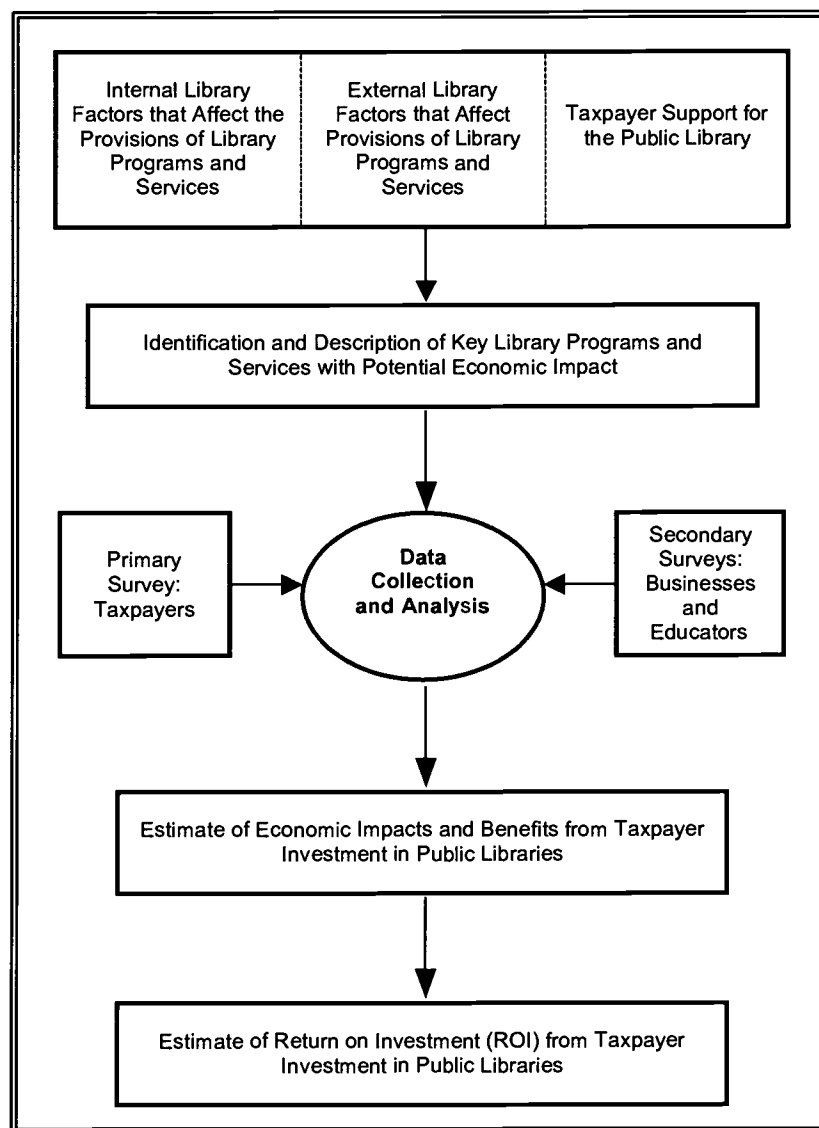 Internal Library
Factors that Affect the
Provisions of Library
Programs and
Services
External Library
Factors that Affect
Provisions of Library
Programs and
Services
Taxpayer Support for
the Public Library
Identification and Description of Key Library Programs and
Services with Potential Economic Impact
Primary
Survey:
Taxpayers
Data
Collection
and Analysis
Secondary
Surveys:
Businesses
and
Educators
Estimate of Economic Impacts and Benefits from Taxpayer
Investment in Public Libraries
Estimate of Return on Investment (ROI) from Taxpayer
Investment in Public Libraries